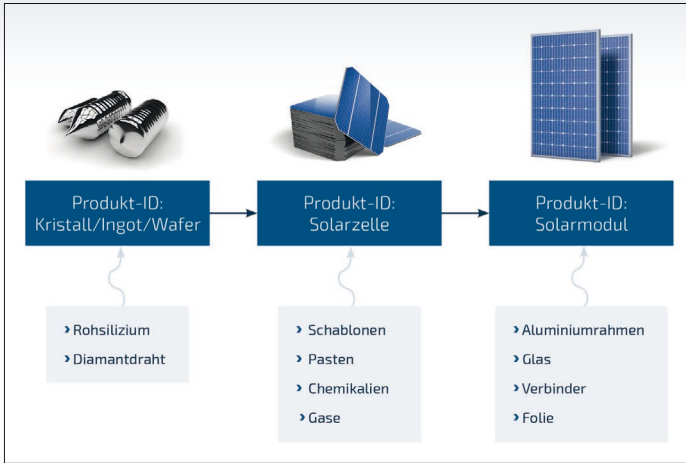 Produkt-ID:
Kristall/Ingot/Wafer
Produkt-ID:
Solarzelle
Produkt-ID:
Solarmodul
› Rohsilizium
› Diamantdraht
› Schablonen
› Pasten
› Chemikalien
› Gase
› Aluminiumrahmen
› Glas
› Verbinder
› Folie